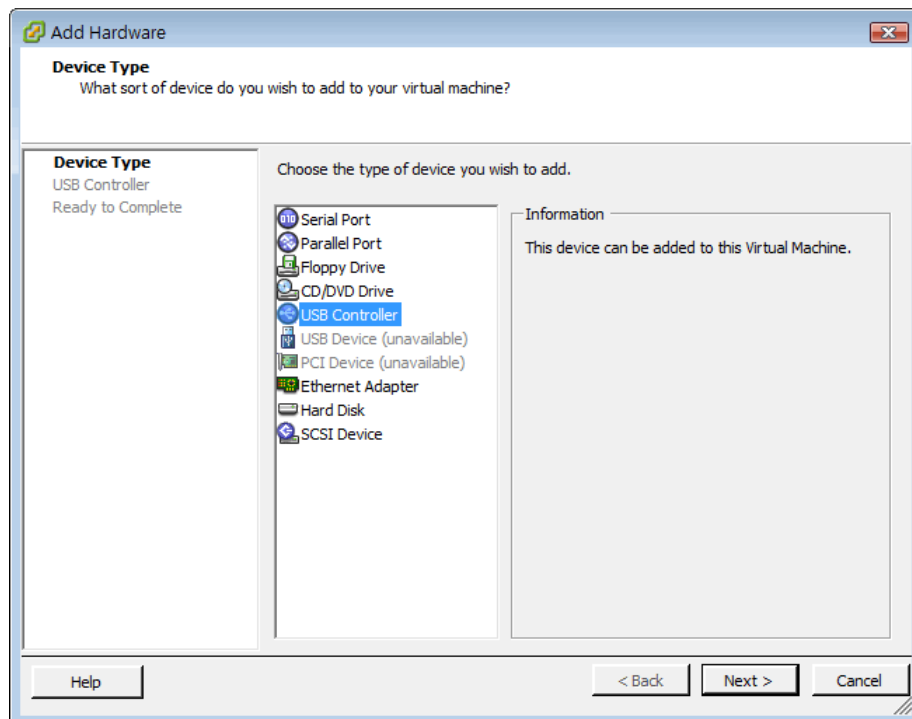 Add Hardware
Device Type
What sort of device do you wish to add to your virtual machine?
Device Type
USB Controller
Ready to Complete
Choose the type of device you wish to add.
010 Serial Port
Parallel Port
Floppy Drive
CD/DVD Drive
USB Controller
USB Device (unavailable)
PCI Device (unavailable)
Ethernet Adapter
Hard Disk
SCSI Device
Information
This device can be added to this Virtual Machine.
Help
< Back
Next >
Cancel